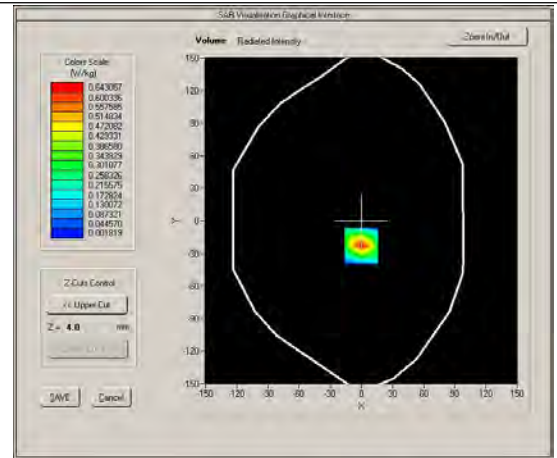 SAR Visualisation Graphical Interface
Volume Radiated Intensity
Zoom In/Out
Colors Scale
(W/kg)
0.643087
0.600336
0.557585
0.514834
0.472082
0.429331
0.386580
0.343829
0.301077
0.258326
0.215575
0.172824
0.130072
0.087321
0.044570
0.001819
Z Cuts Control
<< Upper Cut
Z = 4.0 mm
SAVE
Cancel
150
120
90
60
30
0
-30
-60
-90
-120
-150
Y
-150 -120 -90 -60 -30 0 30 60 90 120 150
X